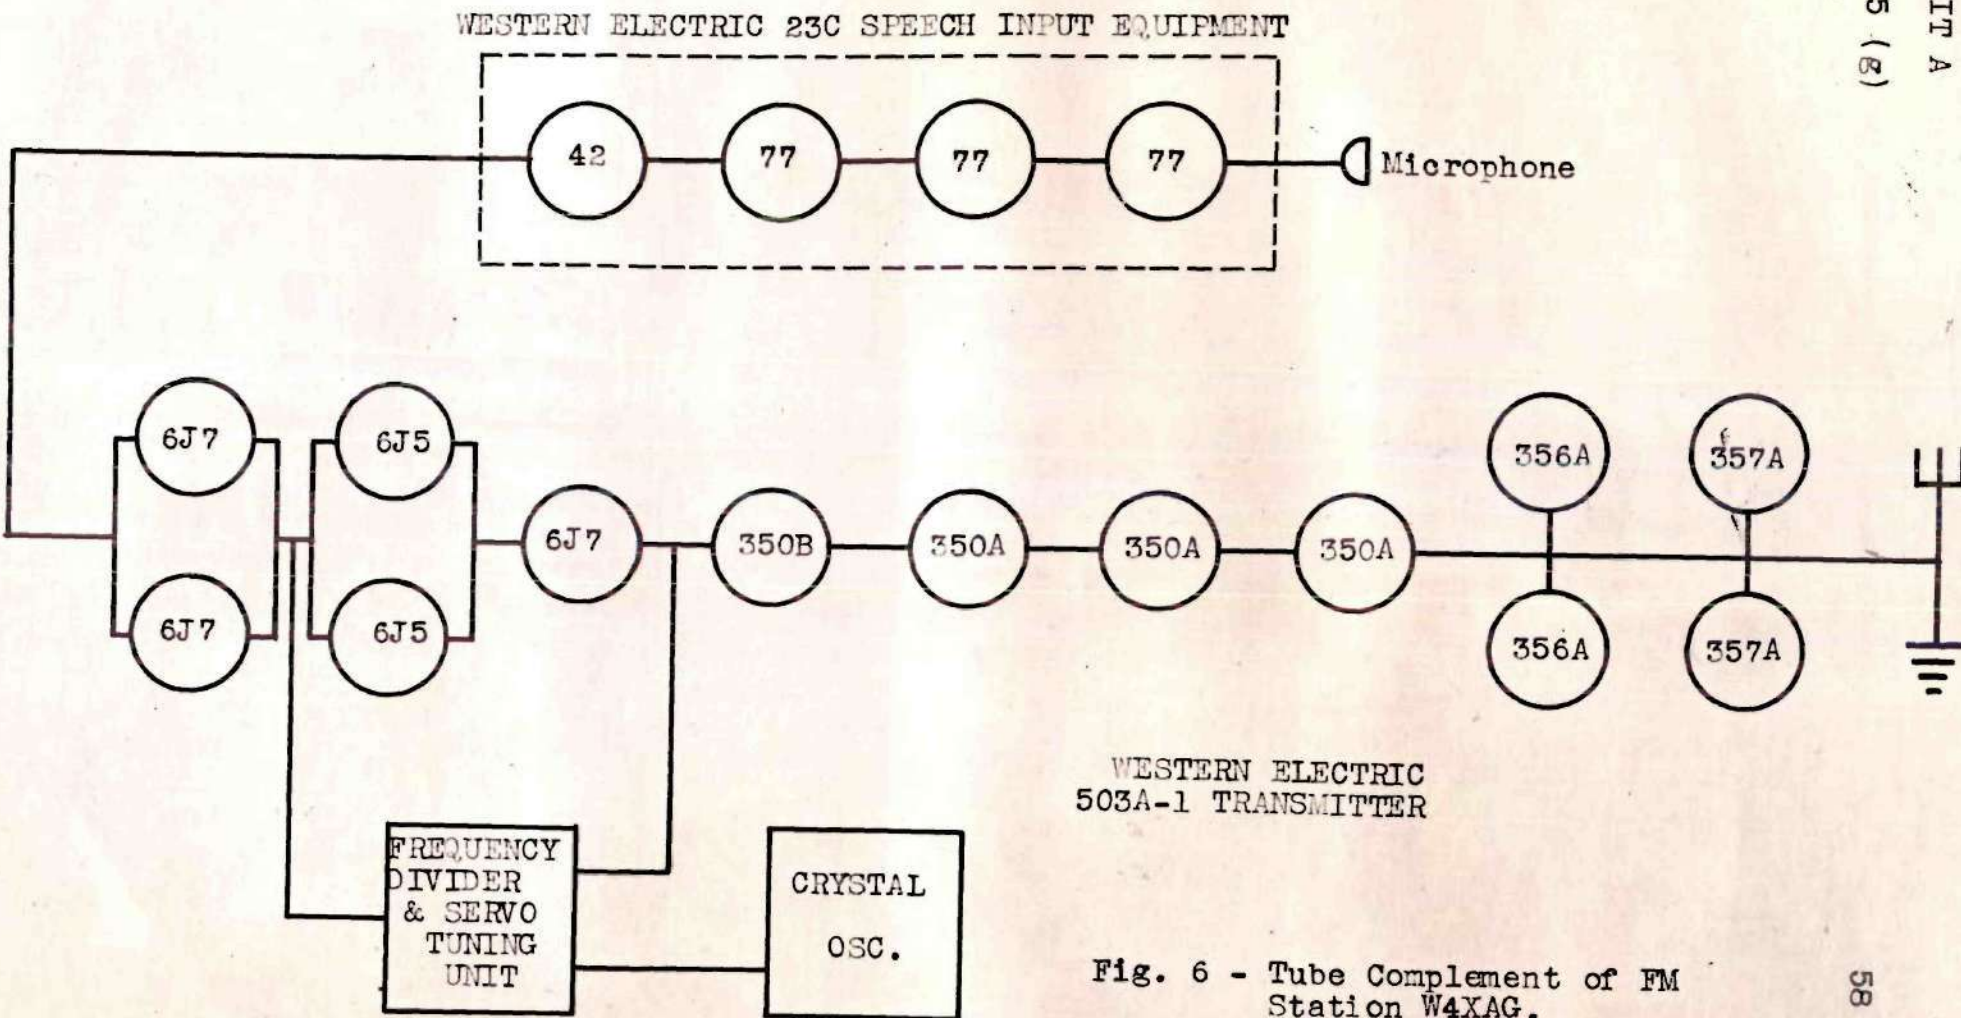 WESTERN ELECTRIC 23C SPEECH INPUT EQUIPMENT
IT A
5 (g)
42
77
77
77
Microphone
6J7
6J5
6J7
6J5
6J7
350B
350A
350A
350A
356A
357A
356A
357A
WESTERN ELECTRIC
503A-1 TRANSMITTER
FREQUENCY
DIVIDER
& SERVO
TUNING
UNIT
CRYSTAL
OSC.
Fig. 6 - Tube Complement of FM
Station W4XAG.
58